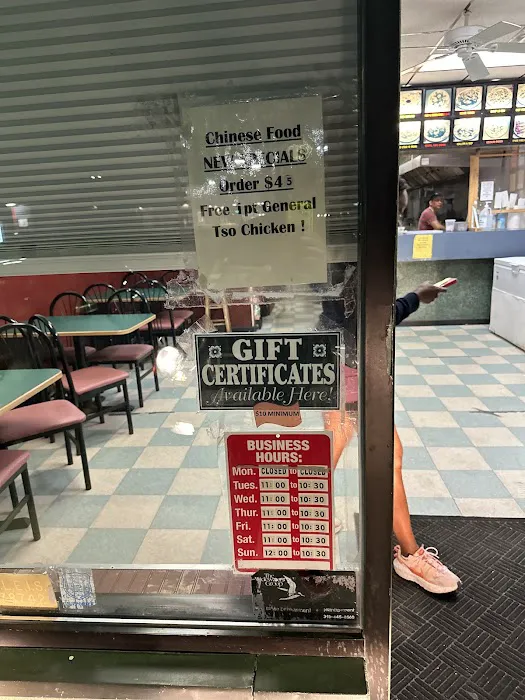 Chinese Food
NEW SPECIALS
Order $45
Free 1pt General
Tso Chicken !
GIFT
CERTIFICATES
Available Here!
$10 MINIMUM
BUSINESS
HOURS:
Mon. CLOSED to CLOSED
Tues. 11:00 to 10:30
Wed. 11:00 to 10:30
Thur. 11:00 to 10:30
Fri. 11:00 to 10:30
Sat. 11:00 to 10:30
Sun. 12:00 to 10:30